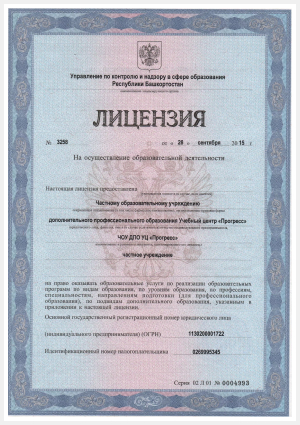 Управление по контролю и надзору в сфере образования
Республики Башкортостан
ЛИЦЕНЗИЯ
№ 3258 от « 28 » сентября 2015 г.
На осуществление образовательной деятельности
Настоящая лицензия предоставлена
Частному образовательному учреждению
дополнительного профессионального образования Учебный центр «Прогресс»
ЧОУ ДПО УЦ «Прогресс»
частное учреждение
на право оказывать образовательные услуги по реализации образовательных
программ по видам образования, по уровням образования, по профессиям,
специальностям, направлениям подготовки (для профессионального
образования), по подвидам дополнительного образования, указанным в
приложении к настоящей лицензии.
Основной государственный регистрационный номер юридического лица
(индивидуального предпринимателя) (ОГРН) 1130200001722
Идентификационный номер налогоплательщика 0269995345
Серия 02 Л 01 № 0004993